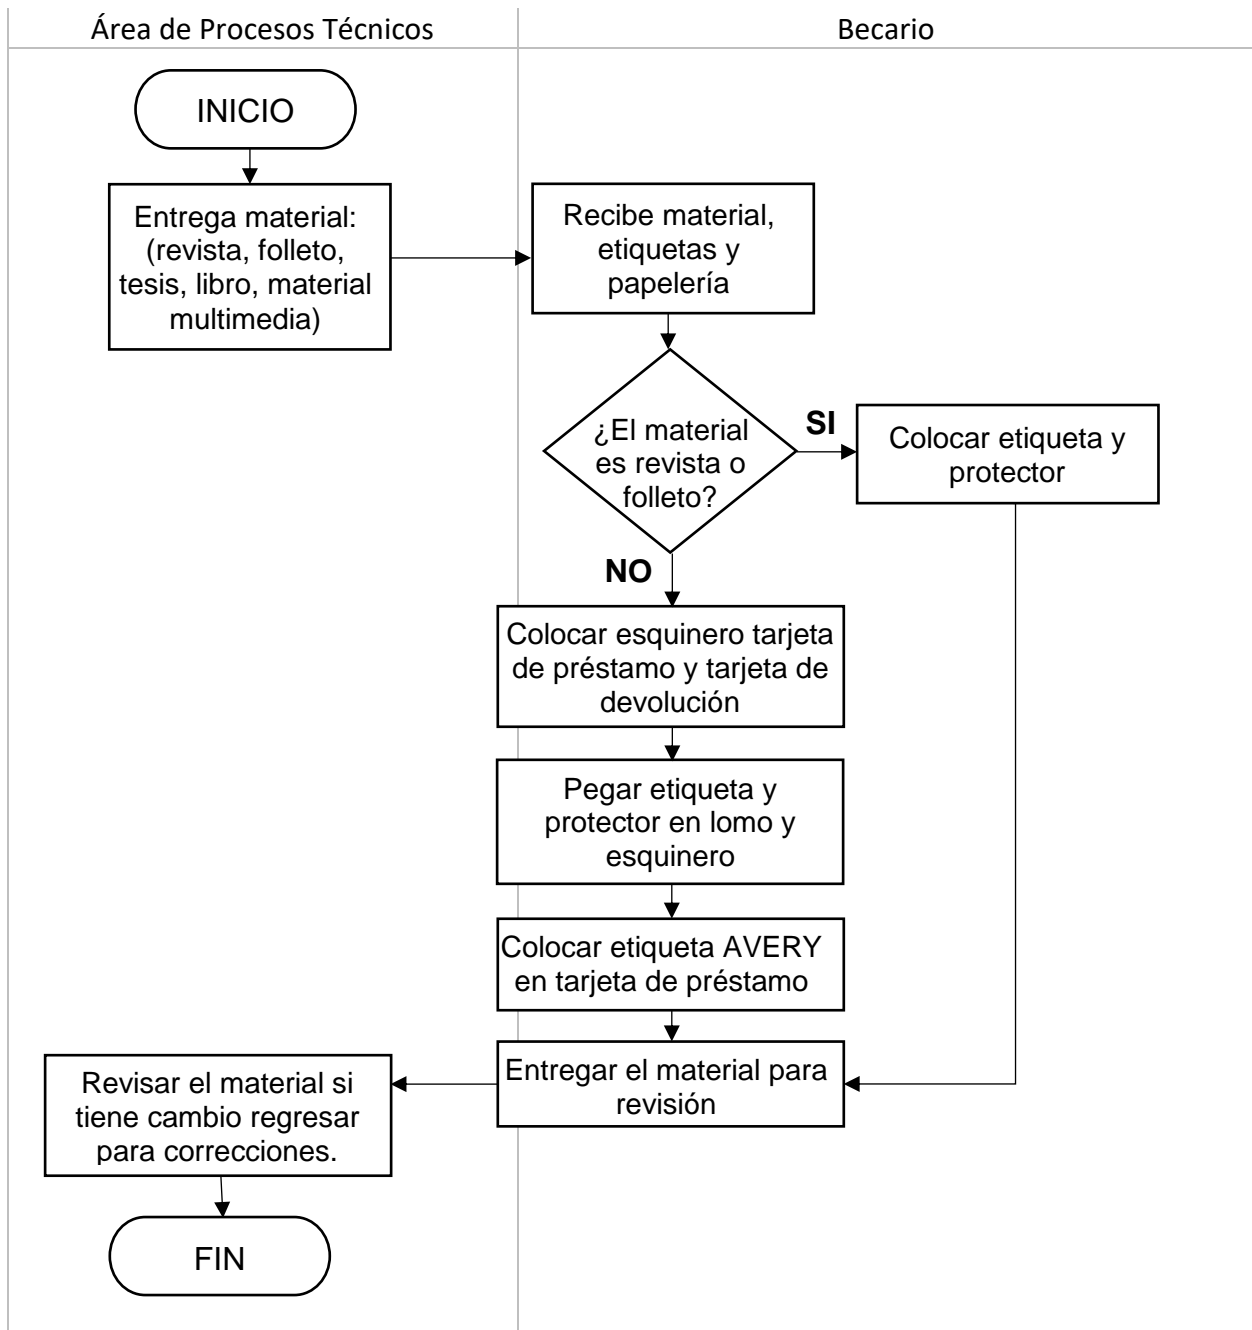 Área de Procesos Técnicos
Becario
INICIO
Entrega material:
(revista, folleto,
tesis, libro, material
multimedia)
Recibe material,
etiquetas y
papelería
¿El material
es revista o
folleto?
SI
Colocar etiqueta y
protector
NO
Colocar esquinero tarjeta
de préstamo y tarjeta de
devolución
Pegar etiqueta y
protector en lomo y
esquinero
Colocar etiqueta AVERY
en tarjeta de préstamo
Entregar el material para
revisión
Revisar el material si
tiene cambio regresar
para correcciones.
FIN